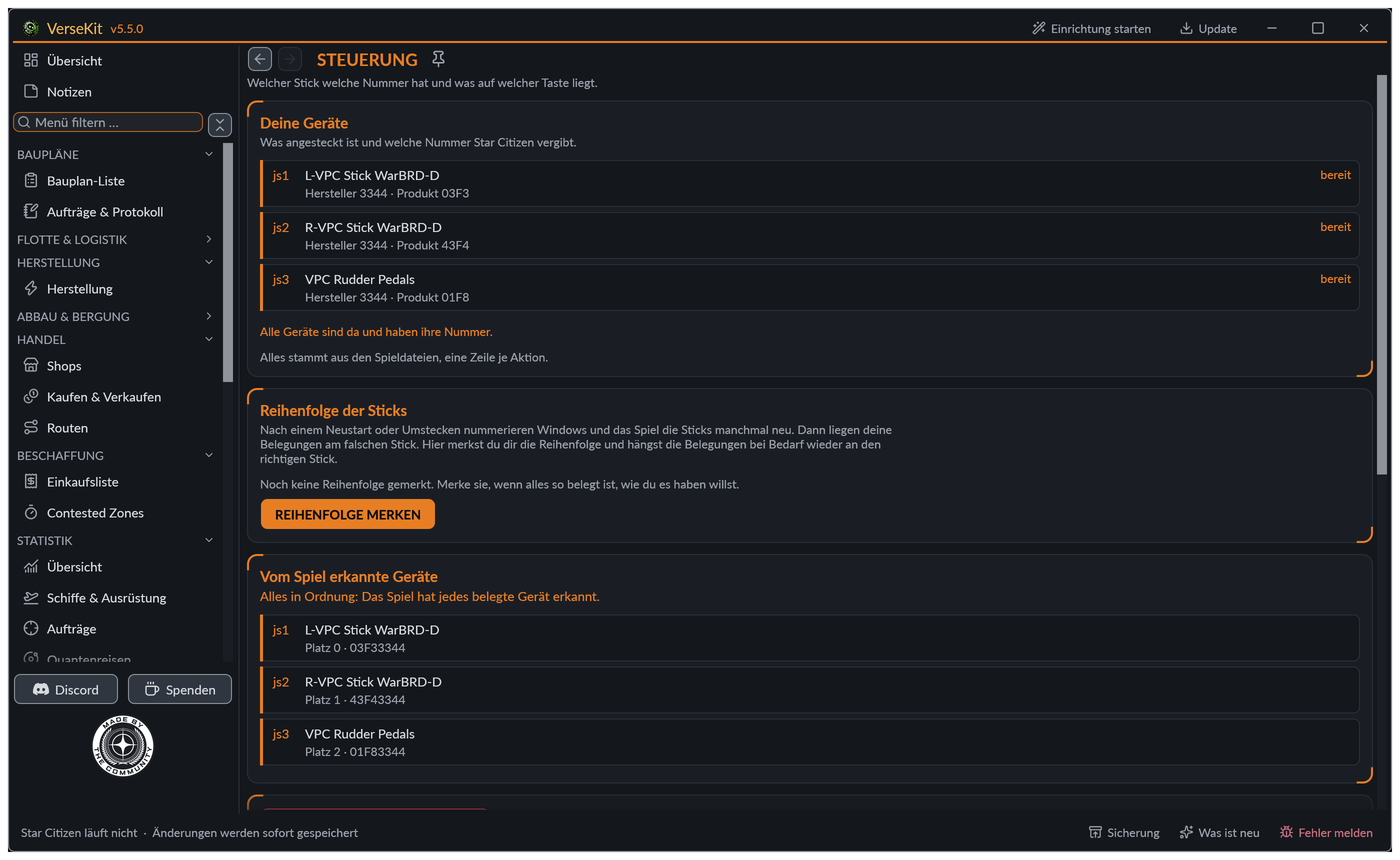 VerseKit v5.5.0
Einrichtung starten
Update
Übersicht
Notizen
Menü filtern ...
BAUPLÄNE
Bauplan-Liste
Aufträge & Protokoll
FLOTTE & LOGISTIK
HERSTELLUNG
Herstellung
ABBAU & BERGUNG
HANDEL
Shops
Kaufen & Verkaufen
Routen
BESCHAFFUNG
Einkaufsliste
Contested Zones
STATISTIK
Übersicht
Schiffe & Ausrüstung
Aufträge
Quantenreisen
Discord
Spenden
MADE BY
THE COMMUNITY
STEUERUNG
Welcher Stick welche Nummer hat und was auf welcher Taste liegt.
Deine Geräte
Was angesteckt ist und welche Nummer Star Citizen vergibt.
js1 L-VPC Stick WarBRD-D bereit
Hersteller 3344 · Produkt 03F3
js2 R-VPC Stick WarBRD-D bereit
Hersteller 3344 · Produkt 43F4
js3 VPC Rudder Pedals bereit
Hersteller 3344 · Produkt 01F8
Alle Geräte sind da und haben ihre Nummer.
Alles stammt aus den Spieldateien, eine Zeile je Aktion.
Reihenfolge der Sticks
Nach einem Neustart oder Umstecken nummerieren Windows und das Spiel die Sticks manchmal neu. Dann liegen deine
Belegungen am falschen Stick. Hier merkst du dir die Reihenfolge und hängst die Belegungen bei Bedarf wieder an den
richtigen Stick.
Noch keine Reihenfolge gemerkt. Merke sie, wenn alles so belegt ist, wie du es haben willst.
REIHENFOLGE MERKEN
Vom Spiel erkannte Geräte
Alles in Ordnung: Das Spiel hat jedes belegte Gerät erkannt.
js1 L-VPC Stick WarBRD-D
Platz 0 · 03F33344
js2 R-VPC Stick WarBRD-D
Platz 1 · 43F43344
js3 VPC Rudder Pedals
Platz 2 · 01F83344
Star Citizen läuft nicht · Änderungen werden sofort gespeichert
Sicherung
Was ist neu
Fehler melden